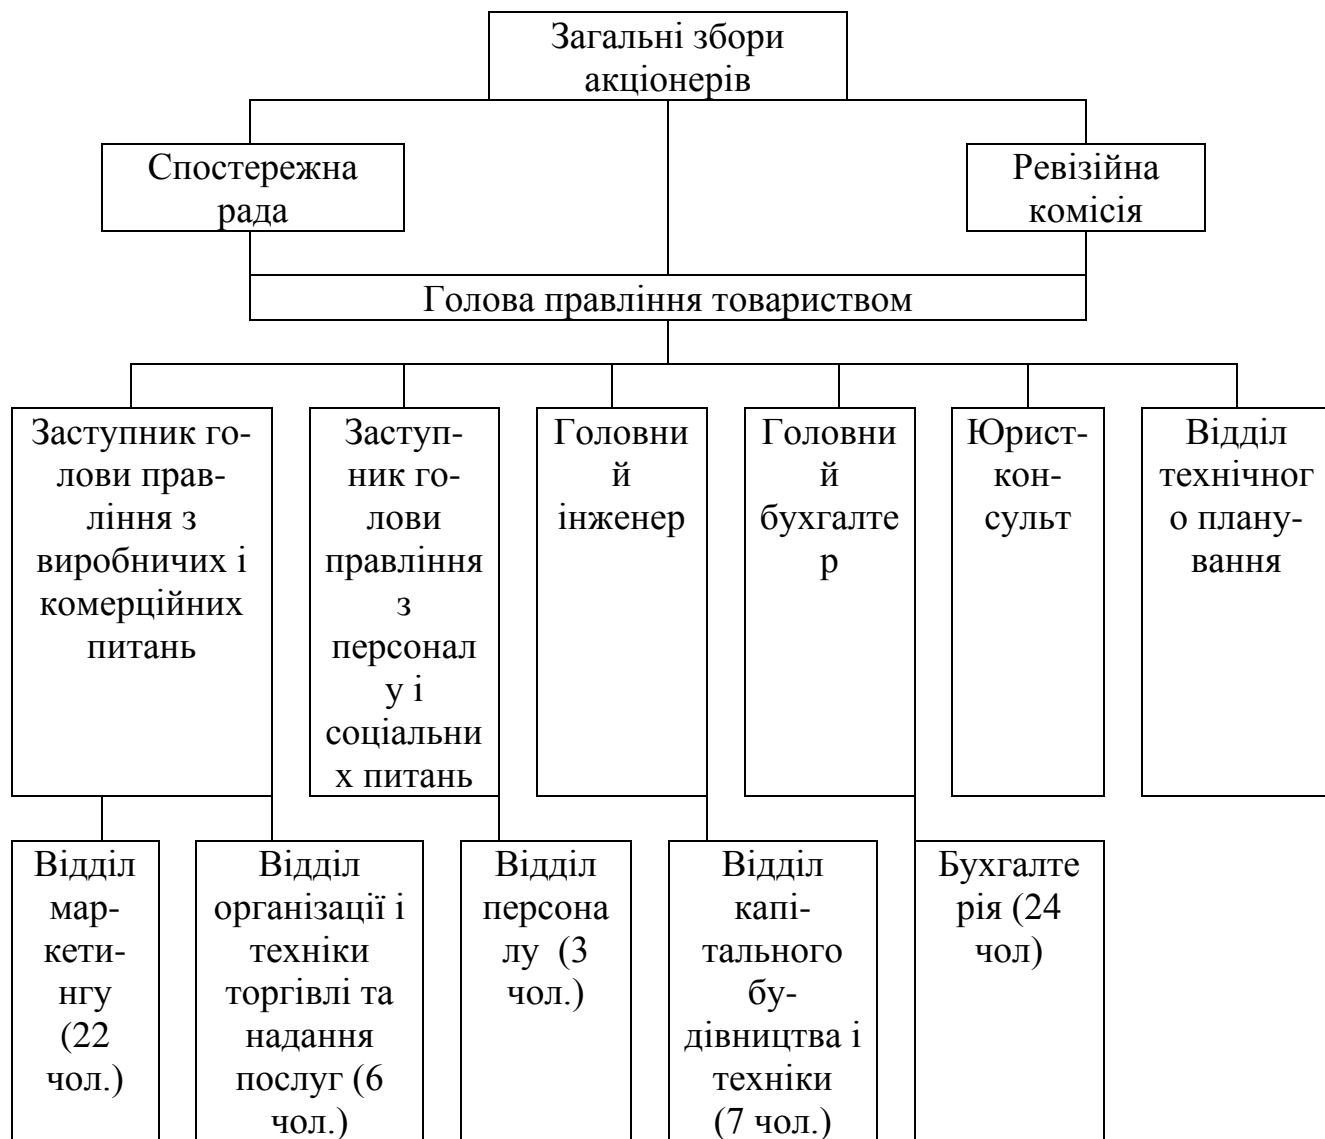 Загальні збори
акціонерів
Спостережна
рада
Ревізійна
комісія
Голова правління товариством
Заступник го-
лови прав-
ління з
виробничих і
комерційних
питань
Заступ-
ник го-
лови
правління
з
персонал
у і
соціальни
х питань
Головни
й
інженер
Головни
й
бухгалте
р
Юрист-
кон-
сульт
Відділ
технічног
о плану-
вання
Відділ
мар-
кети-
нгу
(22
чол.)
Відділ
організації і
техніки
торгівлі та
надання
послуг (6
чол.)
Відділ
персона
лу (3
чол.)
Відділ
капі-
тального
бу-
дівництва і
техніки
(7 чол.)
Бухгалте
рія (24
чол)